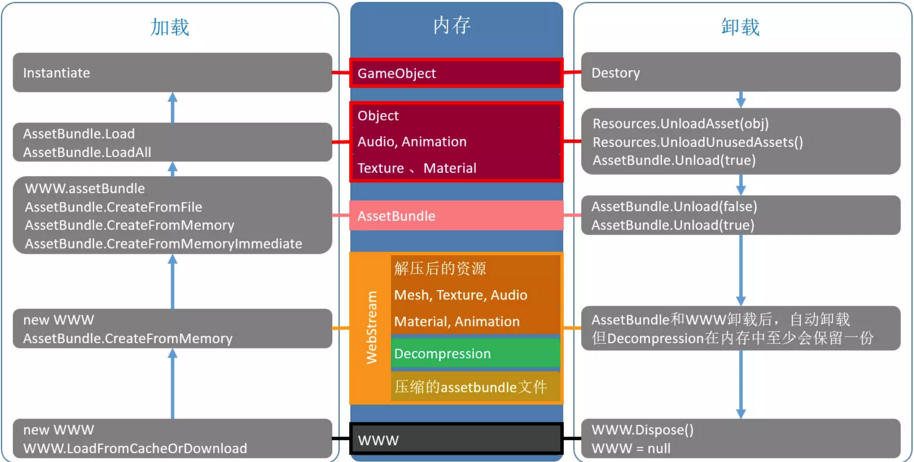 加载
Instantiate
AssetBundle.Load
AssetBundle.LoadAll
WWW.assetBundle
AssetBundle.CreateFromFile
AssetBundle.CreateFromMemory
AssetBundle.CreateFromMemoryImmediate
new WWW
AssetBundle.CreateFromMemory
new WWW
WWW.LoadFromCacheOrDownload
内存
GameObject
Object
Audio, Animation
Texture 、Material
AssetBundle
WebStream
解压后的资源
Mesh, Texture, Audio
Material, Animation
Decompression
压缩的assetbundle文件
WWW
卸载
Destory
Resources.UnloadAsset(obj)
Resources.UnloadUnusedAssets()
AssetBundle.Unload(true)
AssetBundle.Unload(false)
AssetBundle.Unload(true)
AssetBundle和WWW卸载后，自动卸载
但Decompression在内存中至少会保留一份
WWW.Dispose()
WWW = null